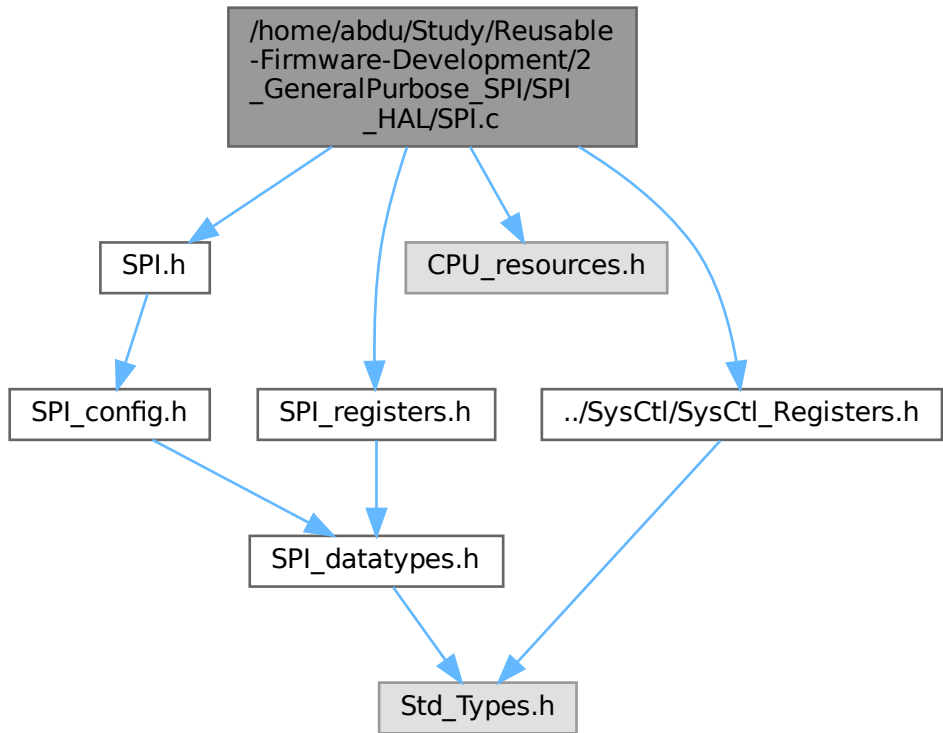 /home/abdu/Study/Reusable
-Firmware-Development/2
_GeneralPurbose_SPI/SPI
_HAL/SPI.c
SPI.h
CPU_resources.h
SPI_config.h
SPI_registers.h
../SysCtl/SysCtl_Registers.h
SPI_datatypes.h
Std_Types.h